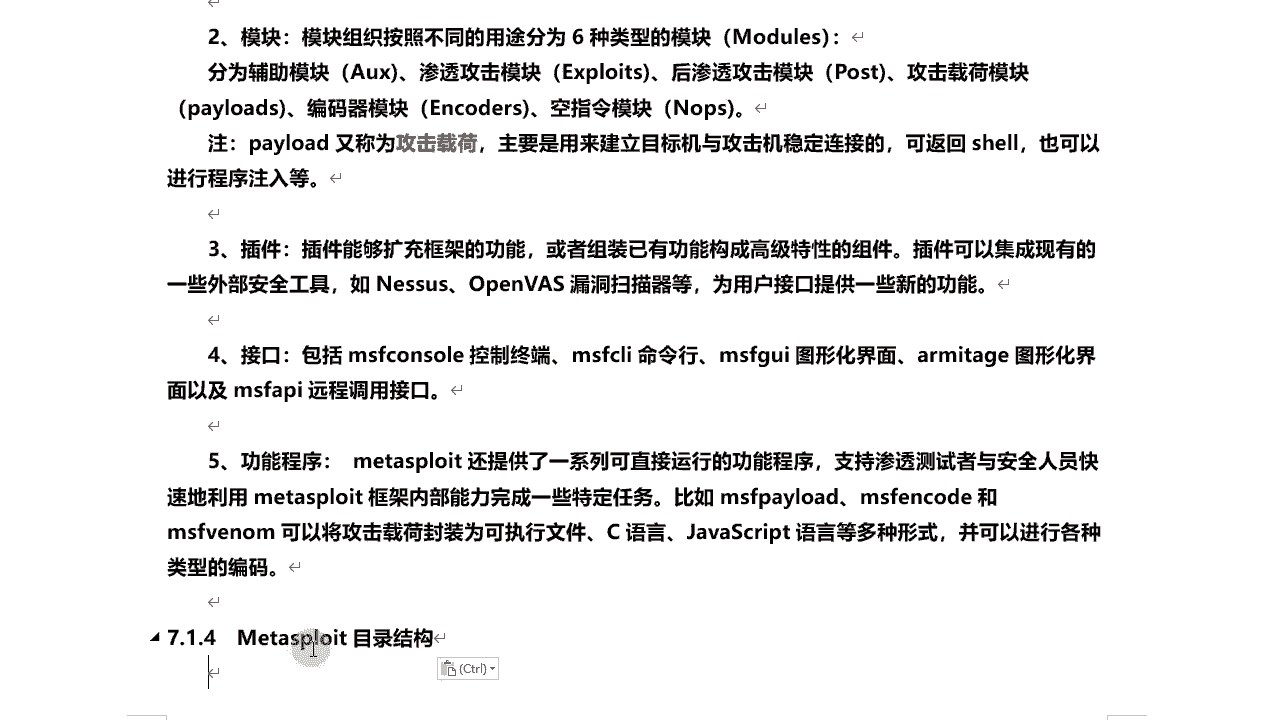 2、模块：模块组织按照不同的用途分为 6 种类型的模块（Modules）：
分为辅助模块（Aux)、渗透攻击模块（Exploits)、后渗透攻击模块（Post)、攻击载荷模块
（payloads)、编码器模块（Encoders)、空指令模块（Nops)。
注：payload 又称为攻击载荷，主要是用来建立目标机与攻击机稳定连接的，可返回 shell，也可以
进行程序注入等。
3、插件：插件能够扩充框架的功能，或者组装已有功能构成高级特性的组件。插件可以集成现有的
一些外部安全工具，如 Nessus、OpenVAS 漏洞扫描器等，为用户接口提供一些新的功能。
4、接口：包括 msfconsole 控制终端、msfcli 命令行、msfgui 图形化界面、armitage 图形化界
面以及 msfapi 远程调用接口。
5、功能程序： metasploit 还提供了一系列可直接运行的功能程序，支持渗透测试者与安全人员快
速地利用 metasploit 框架内部能力完成一些特定任务。比如 msfpayload、msfencode 和
msfvenom 可以将攻击载荷封装为可执行文件、C 语言、JavaScript 语言等多种形式，并可以进行各种
类型的编码。
7.1.4 Metasploit 目录结构
(Ctrl)